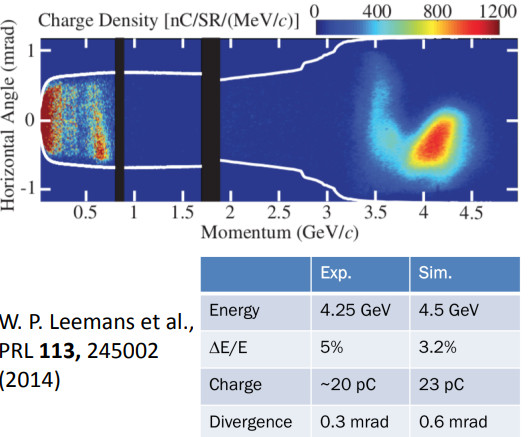 Charge Density [nC/SR/(MeV/c)] 0 400 800 1200
Horizontal Angle (mrad)
1
0
-1
0.5 1 1.5 2 2.5 3 3.5 4 4.5
Momentum (GeV/c)
W. P. Leemans et al.,
PRL 113, 245002
(2014)
Exp. Sim.
Energy 4.25 GeV 4.5 GeV
ΔE/E 5% 3.2%
Charge ~20 pC 23 pC
Divergence 0.3 mrad 0.6 mrad